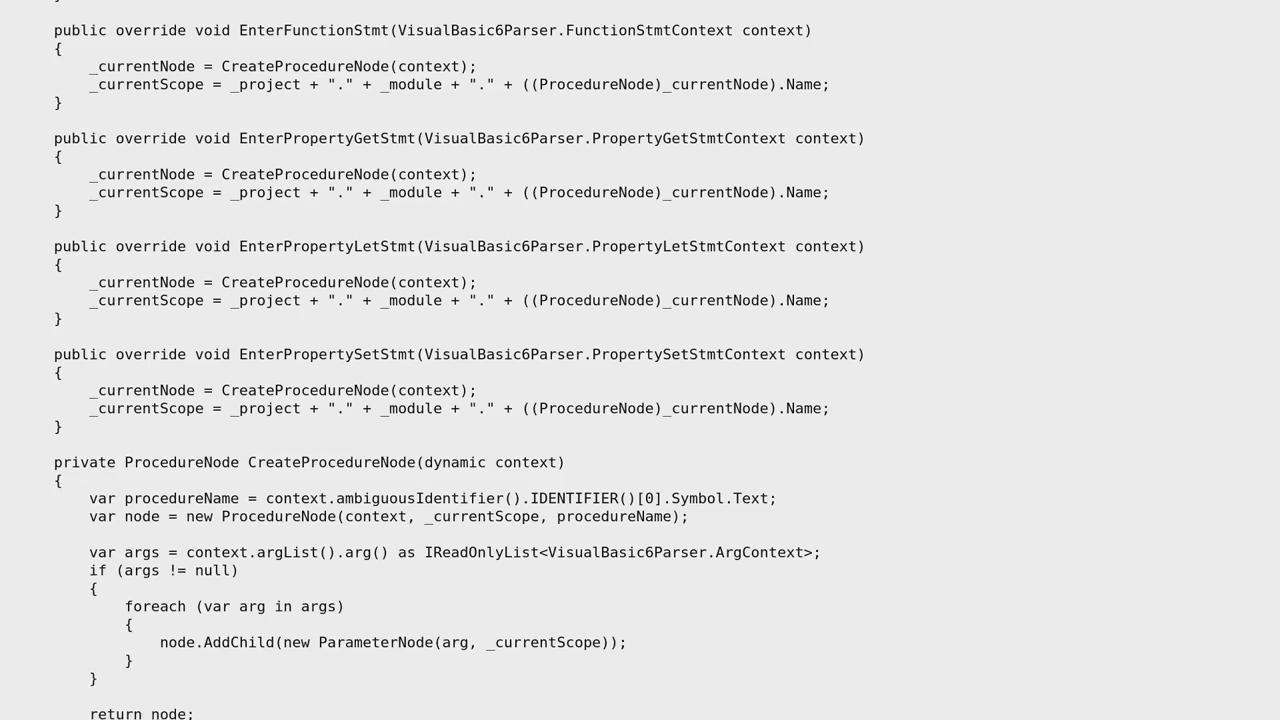 }
public override void EnterFunctionStmt(VisualBasic6Parser.FunctionStmtContext context)
{
_currentNode = CreateProcedureNode(context);
_currentScope = _project + "." + _module + "." + ((ProcedureNode)_currentNode).Name;
}
public override void EnterPropertyGetStmt(VisualBasic6Parser.PropertyGetStmtContext context)
{
_currentNode = CreateProcedureNode(context);
_currentScope = _project + "." + _module + "." + ((ProcedureNode)_currentNode).Name;
}
public override void EnterPropertyLetStmt(VisualBasic6Parser.PropertyLetStmtContext context)
{
_currentNode = CreateProcedureNode(context);
_currentScope = _project + "." + _module + "." + ((ProcedureNode)_currentNode).Name;
}
public override void EnterPropertySetStmt(VisualBasic6Parser.PropertySetStmtContext context)
{
_currentNode = CreateProcedureNode(context);
_currentScope = _project + "." + _module + "." + ((ProcedureNode)_currentNode).Name;
}
private ProcedureNode CreateProcedureNode(dynamic context)
{
var procedureName = context.ambiguousIdentifier().IDENTIFIER()[0].Symbol.Text;
var node = new ProcedureNode(context, _currentScope, procedureName);
var args = context.argList().arg() as IReadOnlyList<VisualBasic6Parser.ArgContext>;
if (args != null)
{
foreach (var arg in args)
{
node.AddChild(new ParameterNode(arg, _currentScope));
}
}
return node;